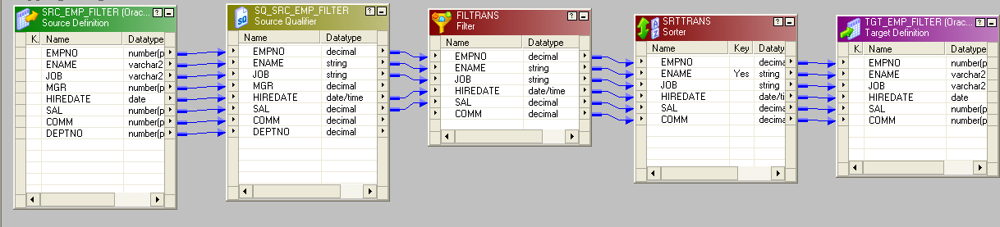 SRC_EMP_FILTER (Orac...
Source Definition
K. Name Datatype
EMPNO number(p
ENAME varchar2
JOB varchar2
MGR number(p
HIREDATE date
SAL number(p
COMM number(p
DEPTNO number(p
SQ_SRC_EMP_FILTER
Source Qualifier
Name Datatype
EMPNO decimal
ENAME string
JOB string
MGR decimal
HIREDATE date/time
SAL decimal
COMM decimal
DEPTNO decimal
FILTRANS
Filter
Name Datatype
EMPNO decimal
ENAME string
JOB string
HIREDATE date/time
SAL decimal
COMM decimal
SRTTRANS
Sorter
Name Key Dataty
EMPNO decima
ENAME Yes string
JOB string
HIREDATE date/ti
SAL decima
COMM decima
TGT_EMP_FILTER (Orac...
Target Definition
K. Name Datatyp
EMPNO number(p
ENAME varchar2
JOB varchar2
HIREDATE date
SAL number(p
COMM number(p